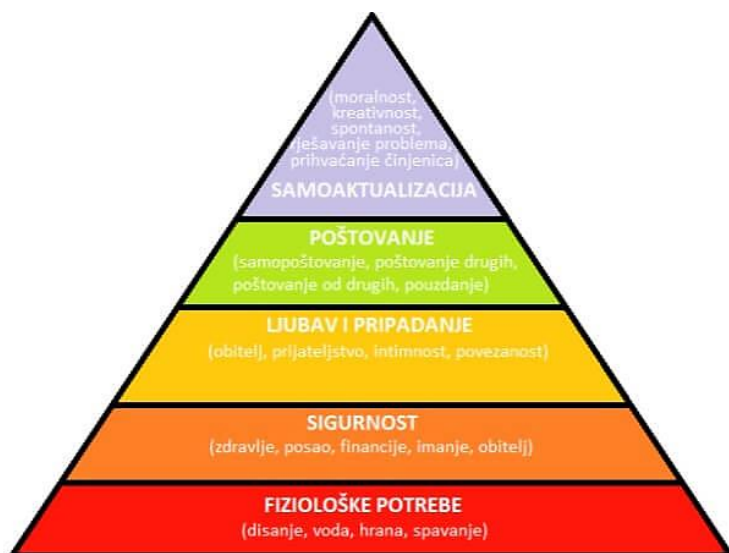 (moralnost,
kreativnost,
spontanost,
rješavanje problema,
prihvaćanje činjenica)
SAMOAKTUALIZACIJA
POŠTOVANJE
(samopoštovanje, poštovanje drugih,
poštovanje od drugih, pouzdanje)
LJUBAV I PRIPADANJE
(obitelj, prijateljstvo, intimnost, povezanost)
SIGURNOST
(zdravlje, posao, financije, imanje, obitelj)
FIZIOLOŠKE POTREBE
(disanje, voda, hrana, spavanje)